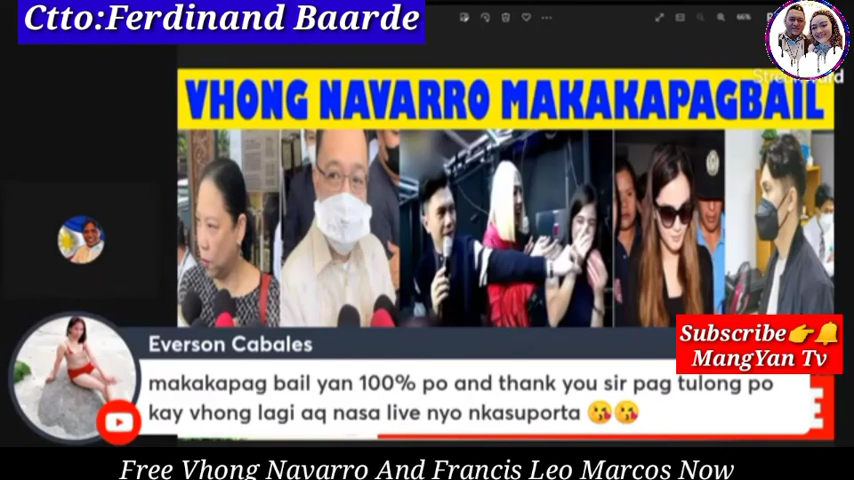 Ctto:Ferdinand Baarde
66%
VHONG NAVARRO MAKAKAPAGBAIL
Everson Cabales
makakapag bail yan 100% po and thank you sir pag tulong po
kay vhong lagi aq nasa live nyo nkasuporta 😘😘
Subscribe👉🔔
MangYan Tv
Free Vhong Navarro And Francis Leo Marcos Now